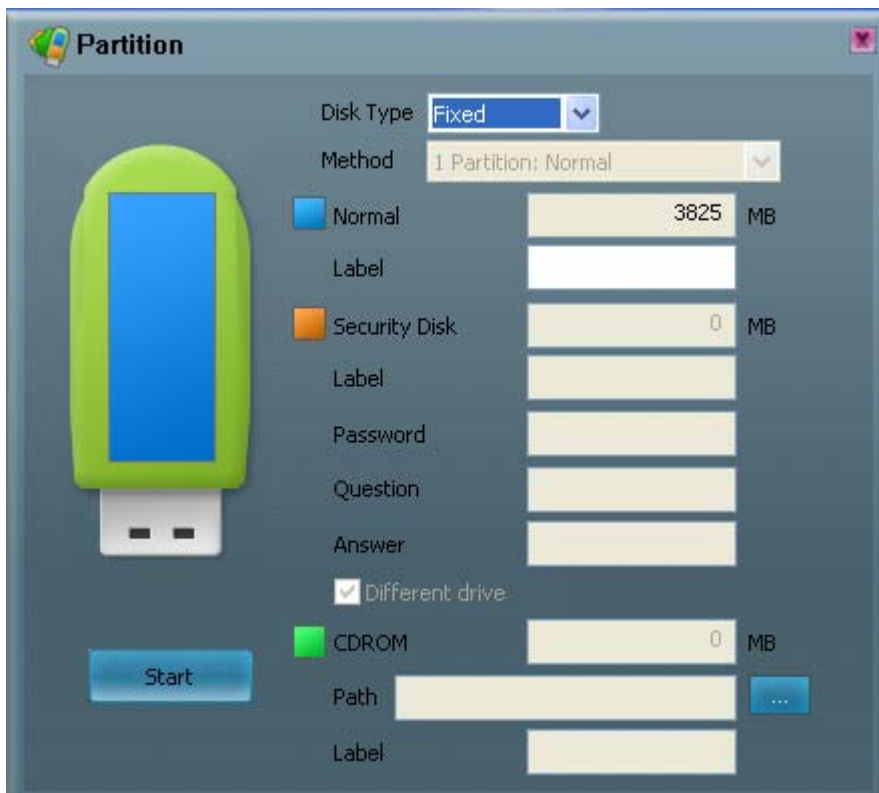 Partition
Disk Type Fixed
Method 1 Partition: Normal
Normal 3825 MB
Label
Security Disk 0 MB
Label
Password
Question
Answer
Different drive
CDROM 0 MB
Start
Path ...
Label